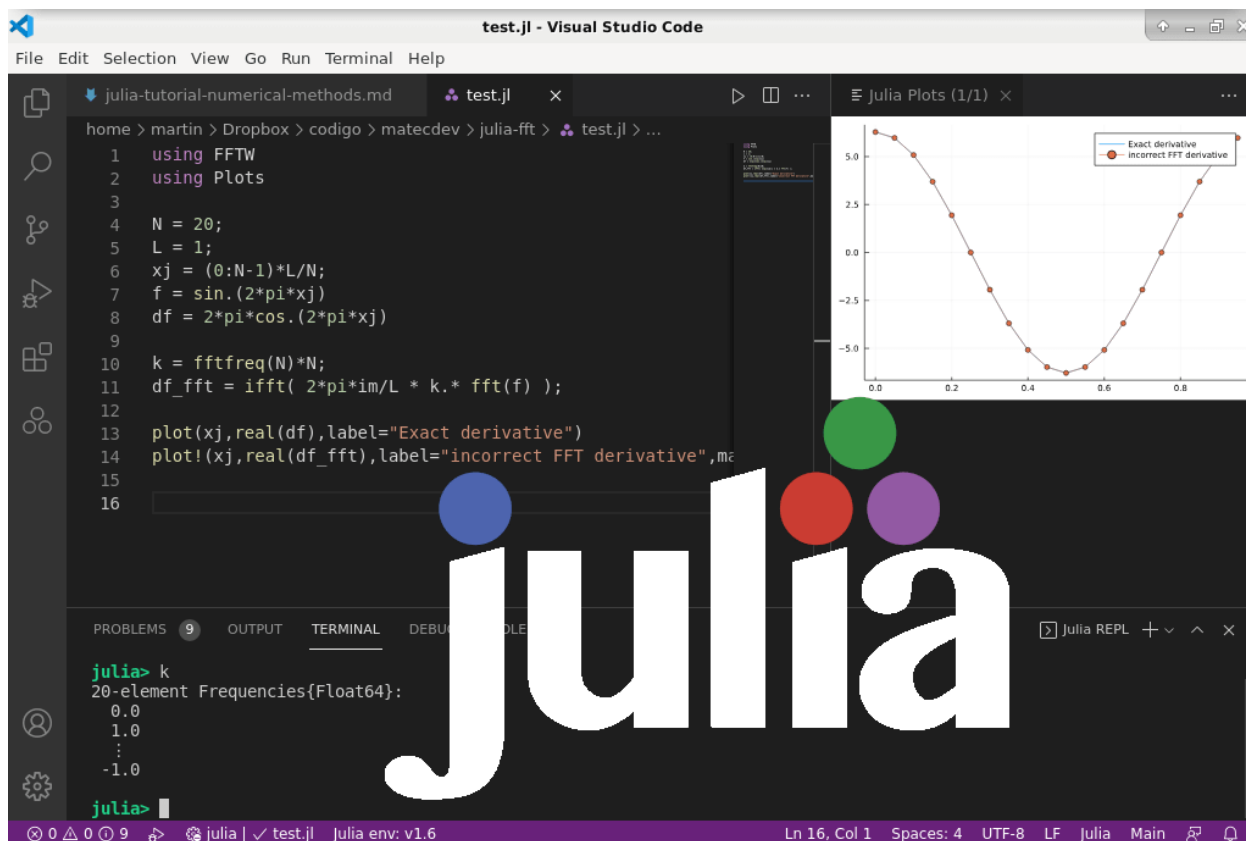 test.jl - Visual Studio Code
File Edit Selection View Go Run Terminal Help
julia-tutorial-numerical-methods.md test.jl
Julia Plots (1/1)
home > martin > Dropbox > codigo > matecdev > julia-fft > test.jl > ...
1 using FFTW
2 using Plots
3
4 N = 20;
5 L = 1;
6 xj = (0:N-1)*L/N;
7 f = sin.(2*pi*xj)
8 df = 2*pi*cos.(2*pi*xj)
9
10 k = fftfreq(N)*N;
11 df_fft = ifft( 2*pi*im/L * k.* fft(f) );
12
13 plot(xj,real(df),label="Exact derivative")
14 plot!(xj,real(df_fft),label="incorrect FFT derivative",ma
15
16
Exact derivative
incorrect FFT derivative
5.0
2.5
0.0
−2.5
−5.0
0.0 0.2 0.4 0.6 0.8
julia
PROBLEMS 9 OUTPUT TERMINAL DEBU OLE
Julia REPL
julia> k
20-element Frequencies{Float64}:
0.0
1.0
⋮
-1.0
julia>
0 0 9 julia | ✓ test.jl Julia env: v1.6 Ln 16, Col 1 Spaces: 4 UTF-8 LF Julia Main